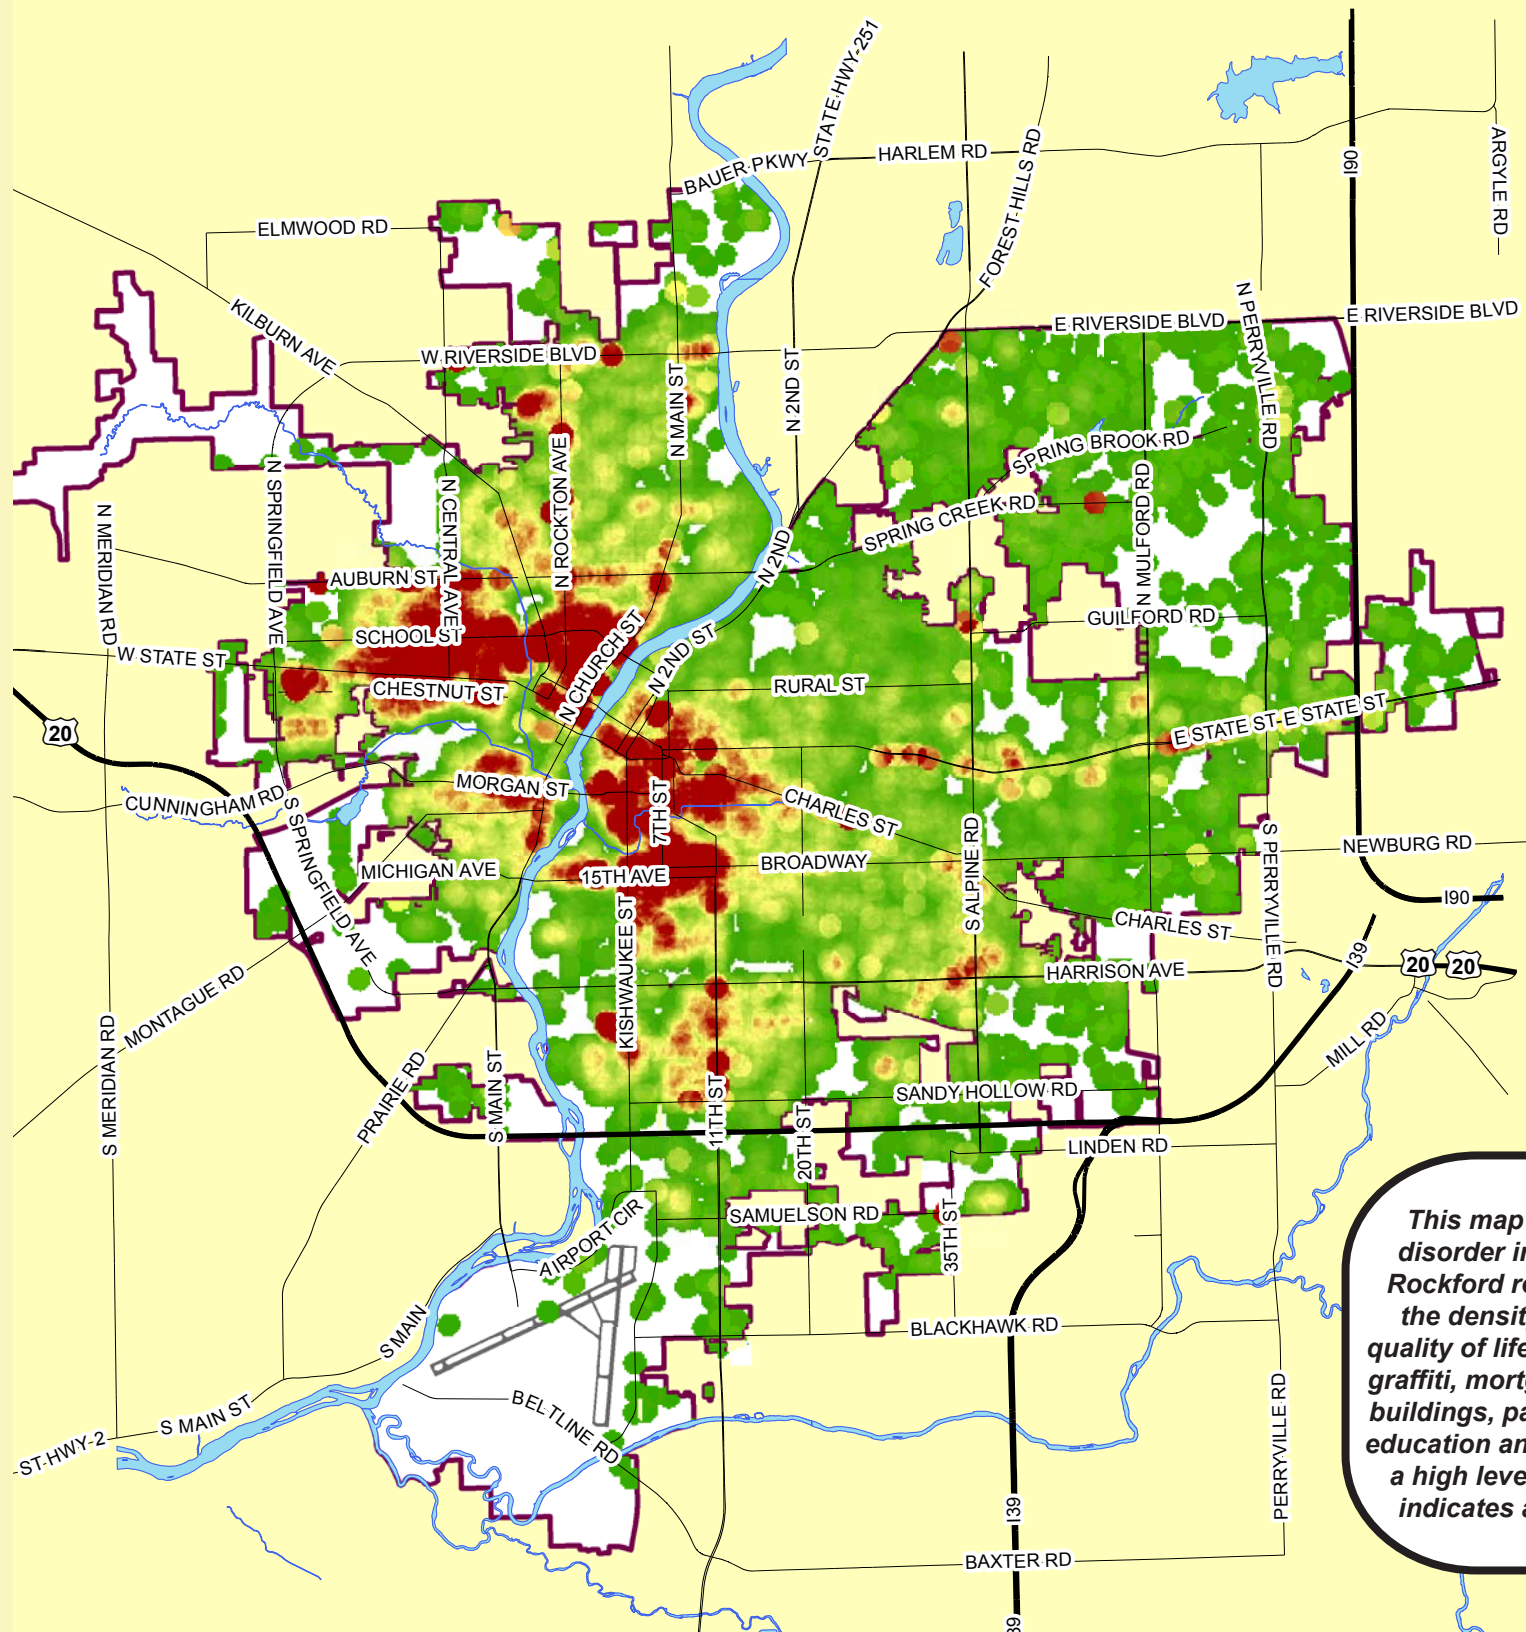 STATE HWY-251
BAUER PKWY
HARLEM RD
FOREST HILLS RD
I90
ARGYLE RD
ELMWOOD RD
KILBURN AVE
W RIVERSIDE BLVD
N MAIN ST
N 2ND ST
E RIVERSIDE BLVD
N PERRYVILLE RD
E RIVERSIDE BLVD
N ROCKTON AVE
SPRING BROOK RD
SPRING CREEK RD
N MULFORD RD
N MERIDIAN RD
N SPRINGFIELD AVE
N CENTRAL AVE
AUBURN ST
N 2ND
SCHOOL ST
N CHURCH ST
N 2ND ST
GUILFORD RD
W STATE ST
CHESTNUT ST
RURAL ST
E STATE ST
E STATE ST
20
CUNNINGHAM RD
S SPRINGFIELD AVE
MORGAN ST
7TH ST
CHARLES ST
S ALPINE RD
S PERRYVILLE RD
NEWBURG RD
MICHIGAN AVE
15TH AVE
BROADWAY
I90
KISHWAUKEE ST
CHARLES ST
HARRISON AVE
I39
20
20
MONTAGUE RD
S MERIDIAN RD
PRAIRIE RD
S MAIN ST
11TH ST
20TH ST
SANDY HOLLOW RD
MILL RD
LINDEN RD
AIRPORT CIR
SAMUELSON RD
35TH ST
S MAIN
BLACKHAWK RD
S MAIN ST
BELTLINE RD
PERRYVILLE RD
ST HWY-2
I39
BAXTER RD
39
This map
disorder in
Rockford re
the densit
quality of life
graffiti, mort
buildings, pa
education an
a high leve
indicates a